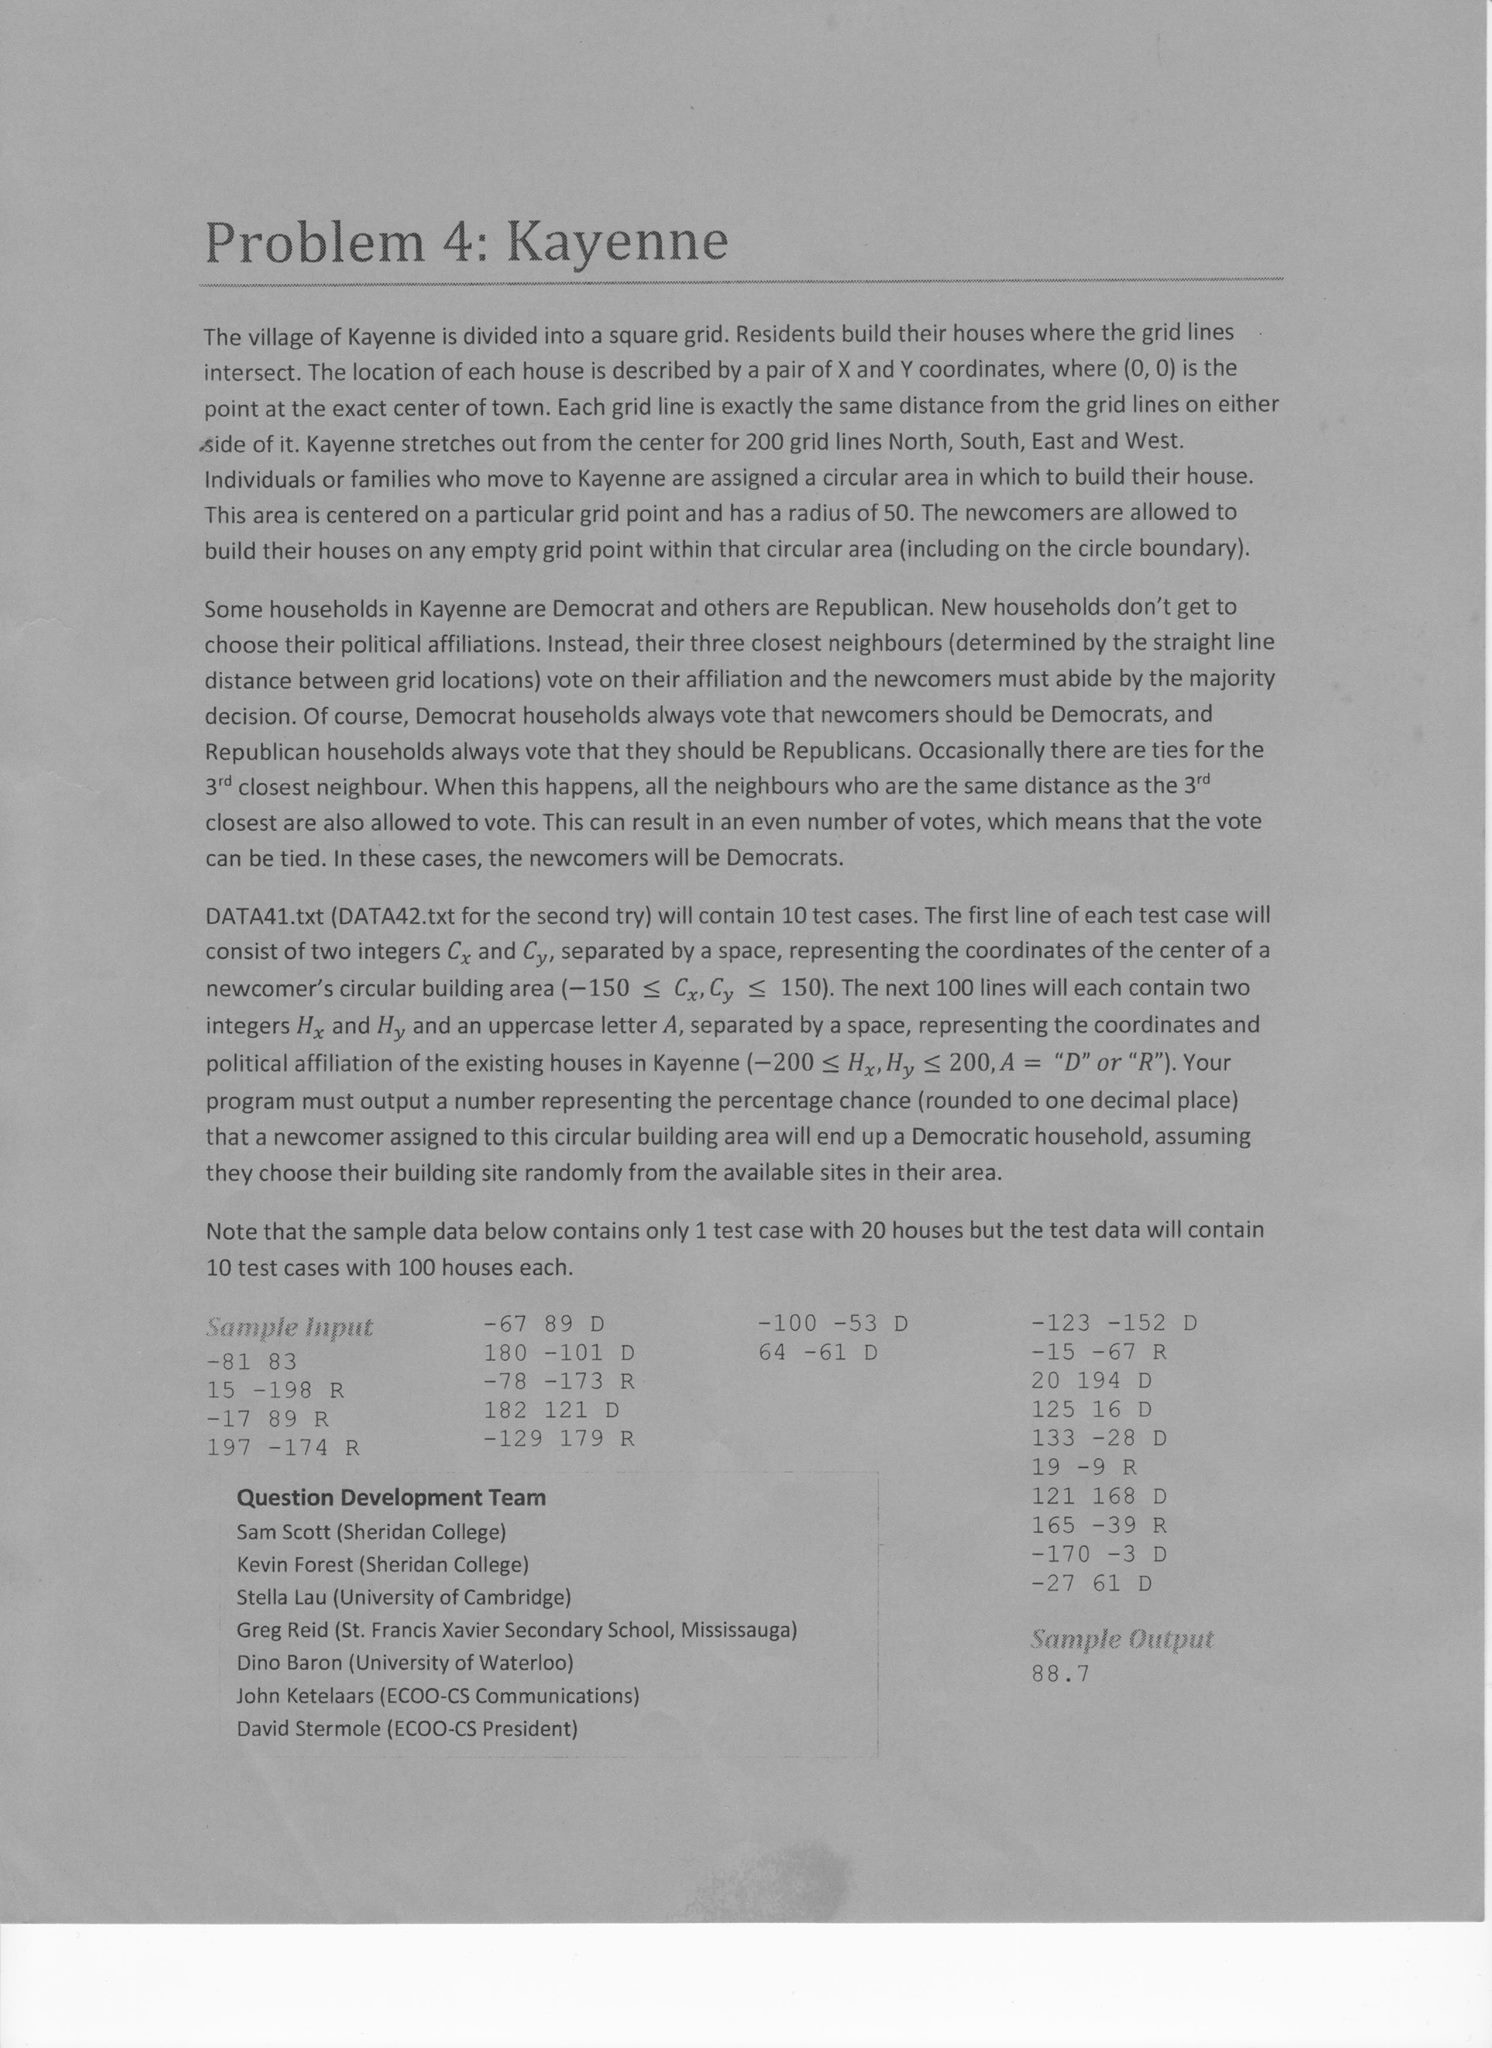 Problem 4: Kayenne
The village of Kayenne is divided into a square grid. Residents build their houses where the grid lines
intersect. The location of each house is described by a pair of X and Y coordinates, where (0, 0) is the
point at the exact center of town. Each grid line is exactly the same distance from the grid lines on either
side of it. Kayenne stretches out from the center for 200 grid lines North, South, East and West.
Individuals or families who move to Kayenne are assigned a circular area in which to build their house.
This area is centered on a particular grid point and has a radius of 50. The newcomers are allowed to
build their houses on any empty grid point within that circular area (including on the circle boundary).
Some households in Kayenne are Democrat and others are Republican. New households don't get to
choose their political affiliations. Instead, their three closest neighbours (determined by the straight line
distance between grid locations) vote on their affiliation and the newcomers must abide by the majority
decision. Of course, Democrat households always vote that newcomers should be Democrats, and
Republican households always vote that they should be Republicans. Occasionally there are ties for the
3rd closest neighbour. When this happens, all the neighbours who are the same distance as the 3rd
closest are also allowed to vote. This can result in an even number of votes, which means that the vote
can be tied. In these cases, the newcomers will be Democrats.
DATA41.txt (DATA42.txt for the second try) will contain 10 test cases. The first line of each test case will
consist of two integers Cx and Cy, separated by a space, representing the coordinates of the center of a
newcomer's circular building area (−150 ≤ Cx, Cy ≤ 150). The next 100 lines will each contain two
integers Hx and Hy and an uppercase letter A, separated by a space, representing the coordinates and
political affiliation of the existing houses in Kayenne (−200 ≤ Hx, Hy ≤ 200, A = "D" or "R"). Your
program must output a number representing the percentage chance (rounded to one decimal place)
that a newcomer assigned to this circular building area will end up a Democratic household, assuming
they choose their building site randomly from the available sites in their area.
Note that the sample data below contains only 1 test case with 20 houses but the test data will contain
10 test cases with 100 houses each.
Sample Input
-81 83
15 -198 R
-17 89 R
197 -174 R
-67 89 D
180 -101 D
-78 -173 R
182 121 D
-129 179 R
-100 -53 D
64 -61 D
-123 -152 D
-15 -67 R
20 194 D
125 16 D
133 -28 D
19 -9 R
121 168 D
165 -39 R
-170 -3 D
-27 61 D
Sample Output
88.7
Question Development Team
Sam Scott (Sheridan College)
Kevin Forest (Sheridan College)
Stella Lau (University of Cambridge)
Greg Reid (St. Francis Xavier Secondary School, Mississauga)
Dino Baron (University of Waterloo)
John Ketelaars (ECOO-CS Communications)
David Stermole (ECOO-CS President)